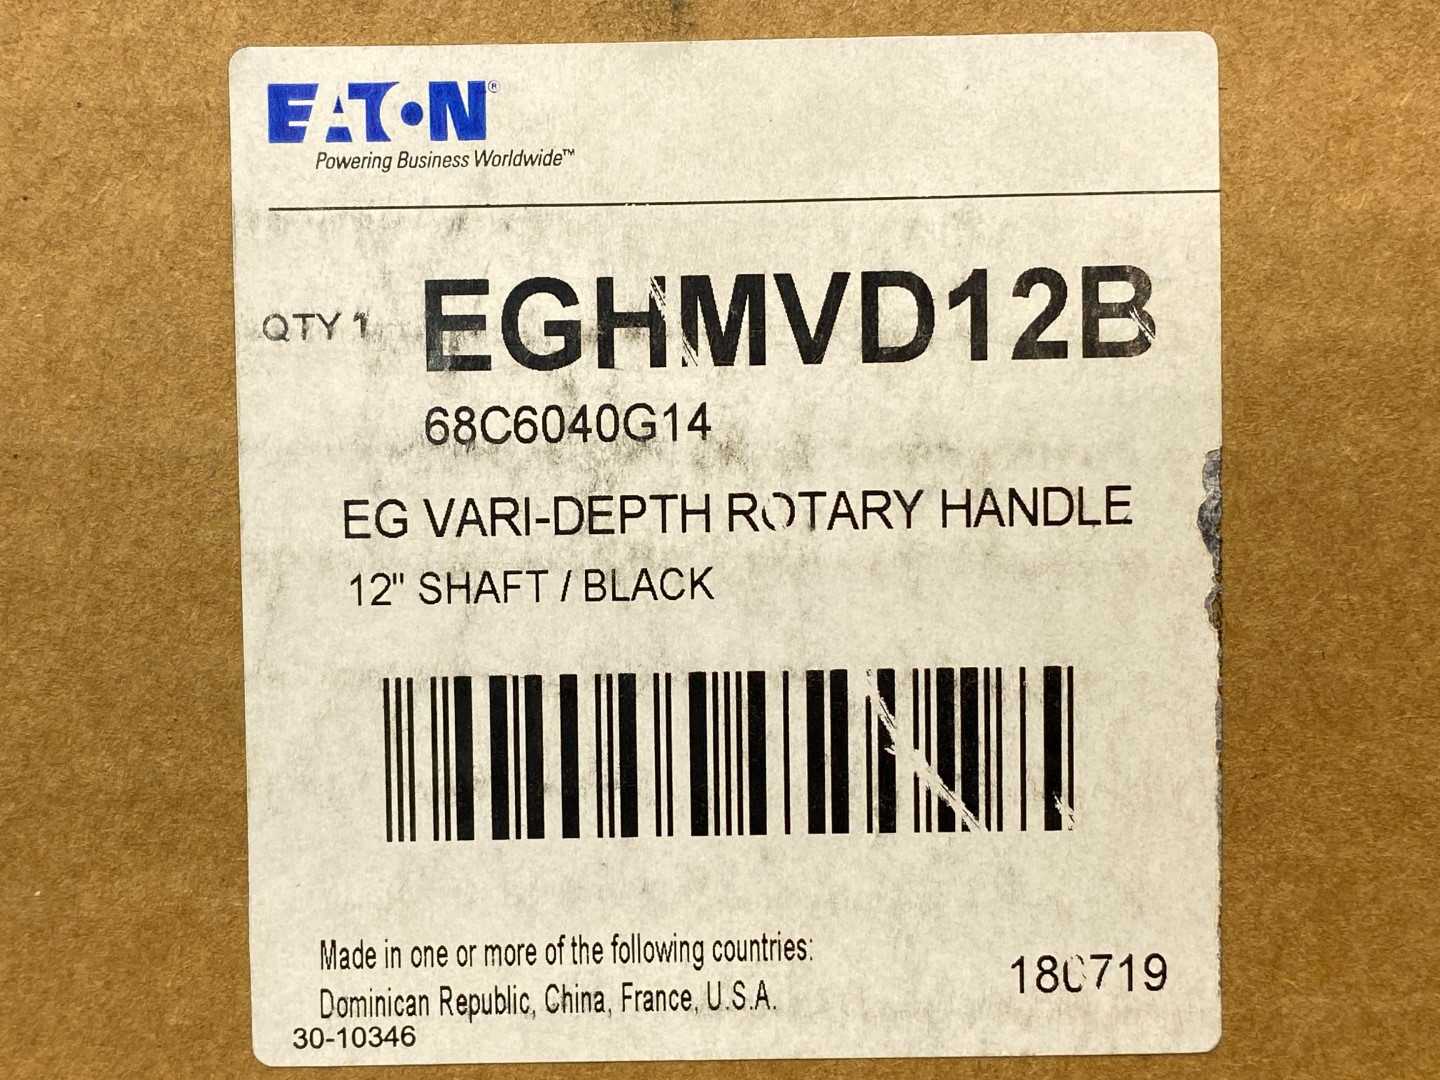 EATON®
Powering Business Worldwide™
QTY 1 EGHMVD12B
68C6040G14
EG VARI-DEPTH ROTARY HANDLE
12" SHAFT / BLACK
Made in one or more of the following countries:
Dominican Republic, China, France, U.S.A.
180719
30-10346